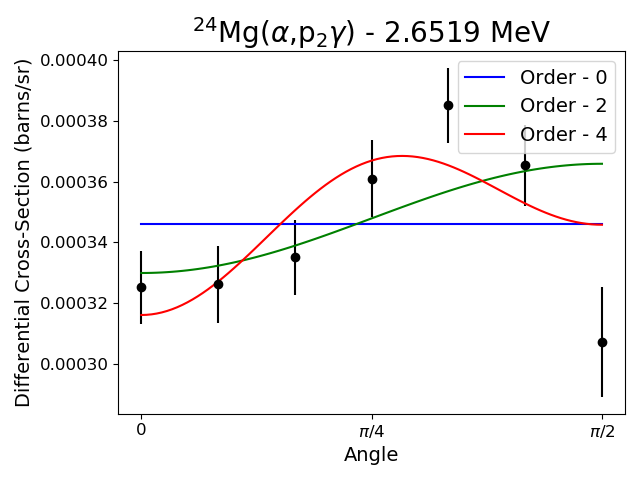 ²⁴Mg(α,p₂γ) - 2.6519 MeV
Differential Cross-Section (barns/sr)
0.00040
0.00038
0.00036
0.00034
0.00032
0.00030
Order - 0
Order - 2
Order - 4
0
π/4
π/2
Angle